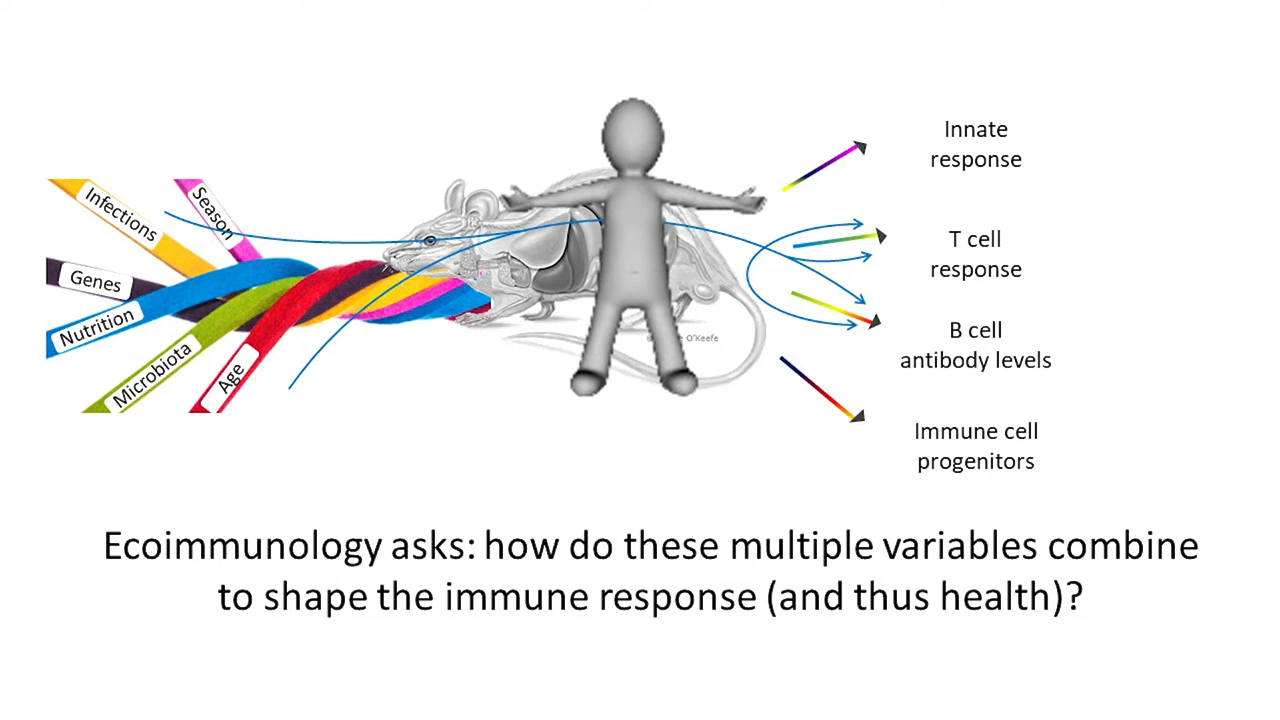 Infections
Season
Genes
Nutrition
Microbiota
Age
O'Keefe
Innate
response
T cell
response
B cell
antibody levels
Immune cell
progenitors
Ecoimmunology asks: how do these multiple variables combine
to shape the immune response (and thus health)?